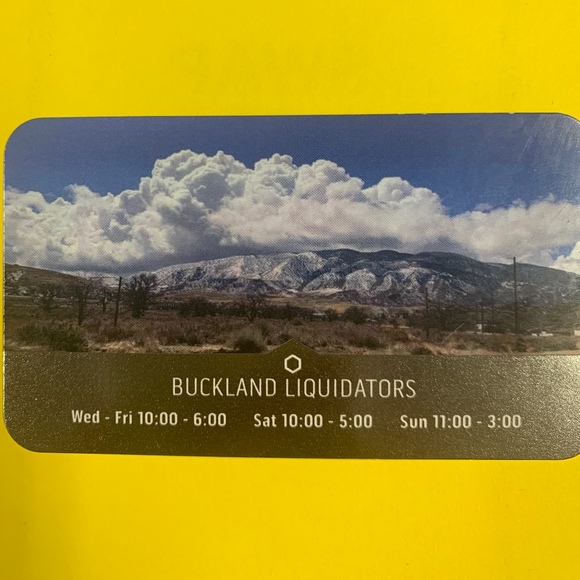 BUCKLAND LIQUIDATORS
Wed - Fri 10:00 - 6:00 Sat 10:00 - 5:00 Sun 11:00 - 3:00